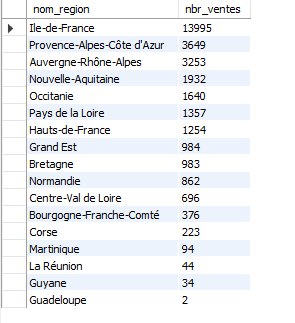 nom_region nbr_ventes
Ile-de-France 13995
Provence-Alpes-Côte d'Azur 3649
Auvergne-Rhône-Alpes 3253
Nouvelle-Aquitaine 1932
Occitanie 1640
Pays de la Loire 1357
Hauts-de-France 1254
Grand Est 984
Bretagne 983
Normandie 862
Centre-Val de Loire 696
Bourgogne-Franche-Comté 376
Corse 223
Martinique 94
La Réunion 44
Guyane 34
Guadeloupe 2